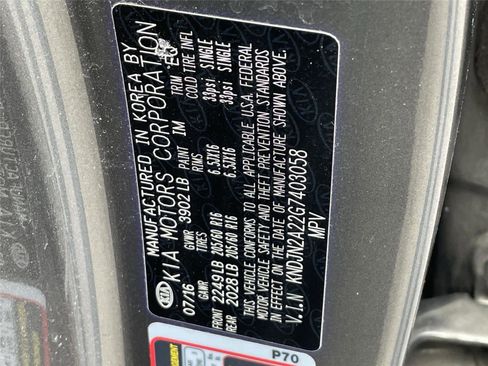 MANUFACTURED IN KOREA BY
KIA KIA MOTORS CORPORATION
07/16 GVWR 3902LB PAINT IM TRIM EQ
GAWR TIRES RIMS COLD TIRE INFL
FRONT 2249LB 205/60 R16 6.5JX16 33psi SINGLE
REAR 2028LB 205/60 R16 6.5JX16 33psi SINGLE
THIS VEHICLE CONFORMS TO ALL APPLICABLE U.S.A. FEDERAL
MOTOR VEHICLE SAFETY AND THEFT PREVENTION STANDARDS
IN EFFECT ON THE DATE OF MANUFACTURE SHOWN ABOVE.
V.I.N KNDJN2A22G7403058
MPV
P70